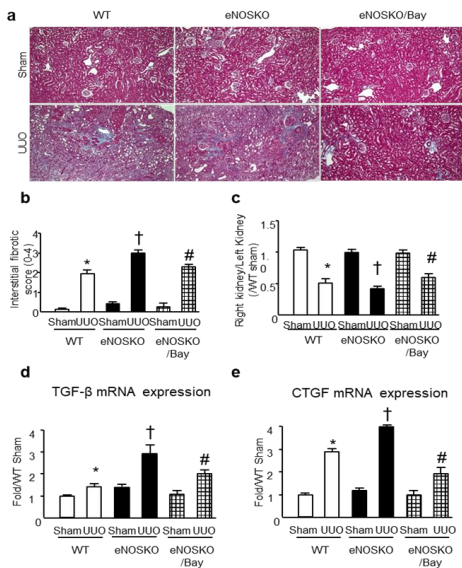 a
WT eNOSKO eNOSKO/Bay
Sham
UUO
b
Interstitial fibrotic
score (0-4)
4
3
2
1
0
* † #
Sham UUO Sham UUO Sham UUO
WT eNOSKO eNOSKO
/Bay
c
Right kidney/Left Kidney
(/WT sham)
1.5
1
0.5
0
* † #
Sham UUO Sham UUO Sham UUO
WT eNOSKO eNOSKO
/Bay
d
TGF-β mRNA expression
Fold/WT Sham
4
3
2
1
0
* † #
Sham UUO Sham UUO Sham UUO
WT eNOSKO eNOSKO
/Bay
e
CTGF mRNA expression
Fold/WT Sham
4
3
2
1
0
* † #
Sham UUO Sham UUO Sham UUO
WT eNOSKO eNOSKO
/Bay